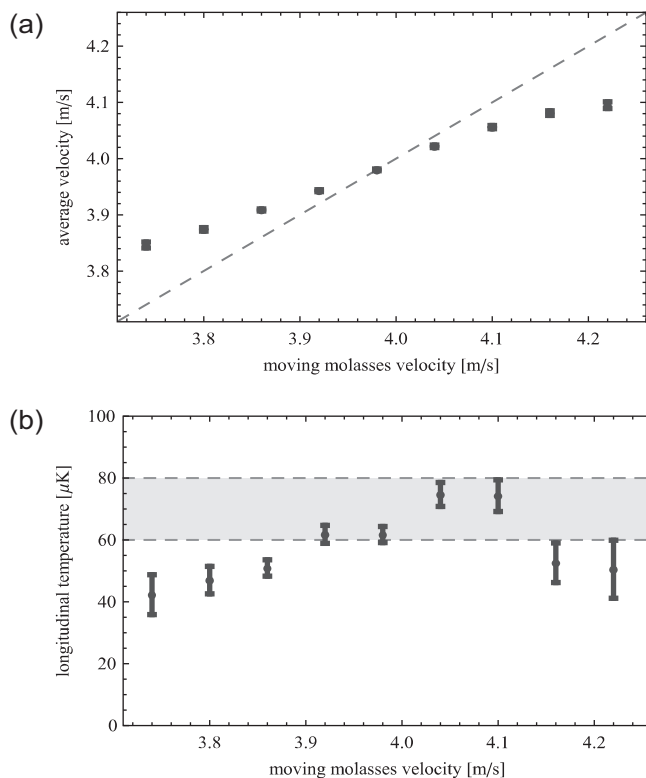 (a)
4.2
4.1
4.0
3.9
3.8
average velocity [m/s]
3.8 3.9 4.0 4.1 4.2
moving molasses velocity [m/s]
(b)
100
80
60
40
20
0
longitudinal temperature [μK]
3.8 3.9 4.0 4.1 4.2
moving molasses velocity [m/s]